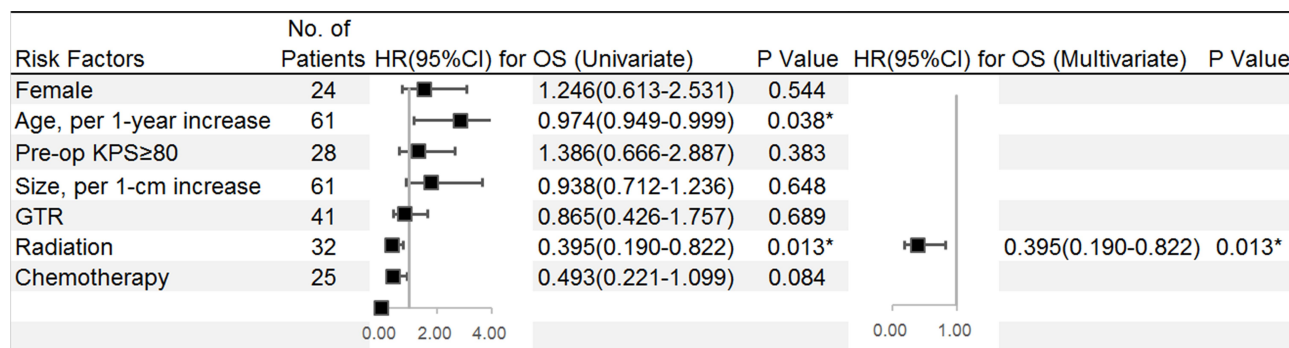 No. of
Risk Factors Patients HR(95%CI) for OS (Univariate) P Value HR(95%CI) for OS (Multivariate) P Value
Female 24 1.246(0.613-2.531) 0.544
Age, per 1-year increase 61 0.974(0.949-0.999) 0.038*
Pre-op KPS≥80 28 1.386(0.666-2.887) 0.383
Size, per 1-cm increase 61 0.938(0.712-1.236) 0.648
GTR 41 0.865(0.426-1.757) 0.689
Radiation 32 0.395(0.190-0.822) 0.013* 0.395(0.190-0.822) 0.013*
Chemotherapy 25 0.493(0.221-1.099) 0.084
0.00 2.00 4.00 0.00 1.00